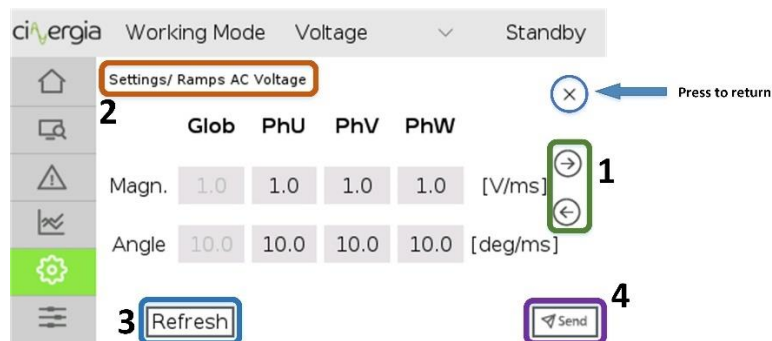 cinergia Working Mode Voltage Standby
Settings/ Ramps AC Voltage
Press to return
2
Glob PhU PhV PhW
1
Magn. 1.0 1.0 1.0 1.0 [V/ms]
Angle 10.0 10.0 10.0 10.0 [deg/ms]
4
3 Refresh Send